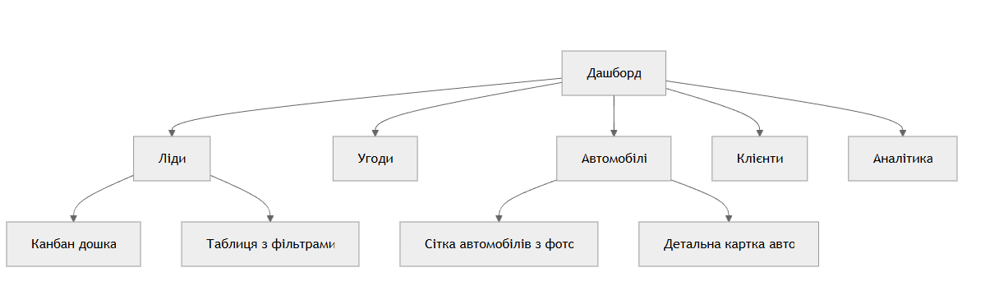 Дашборд
Ліди
Угоди
Автомобілі
Клієнти
Аналітика
Канбан дошка
Таблиця з фільтрами
Сітка автомобілів з фото
Детальна картка авто